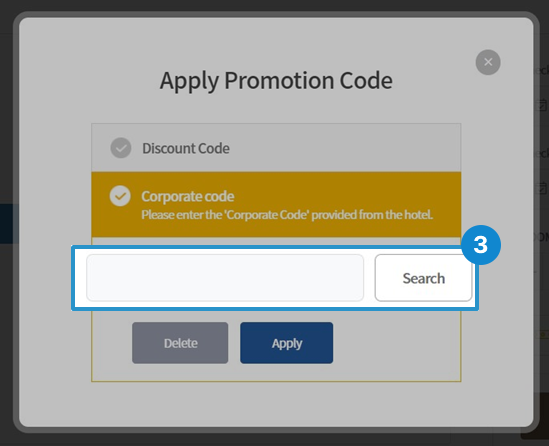 Apply Promotion Code
Discount Code
Corporate code
Please enter the 'Corporate Code' provided from the hotel.
3
Search
Delete
Apply